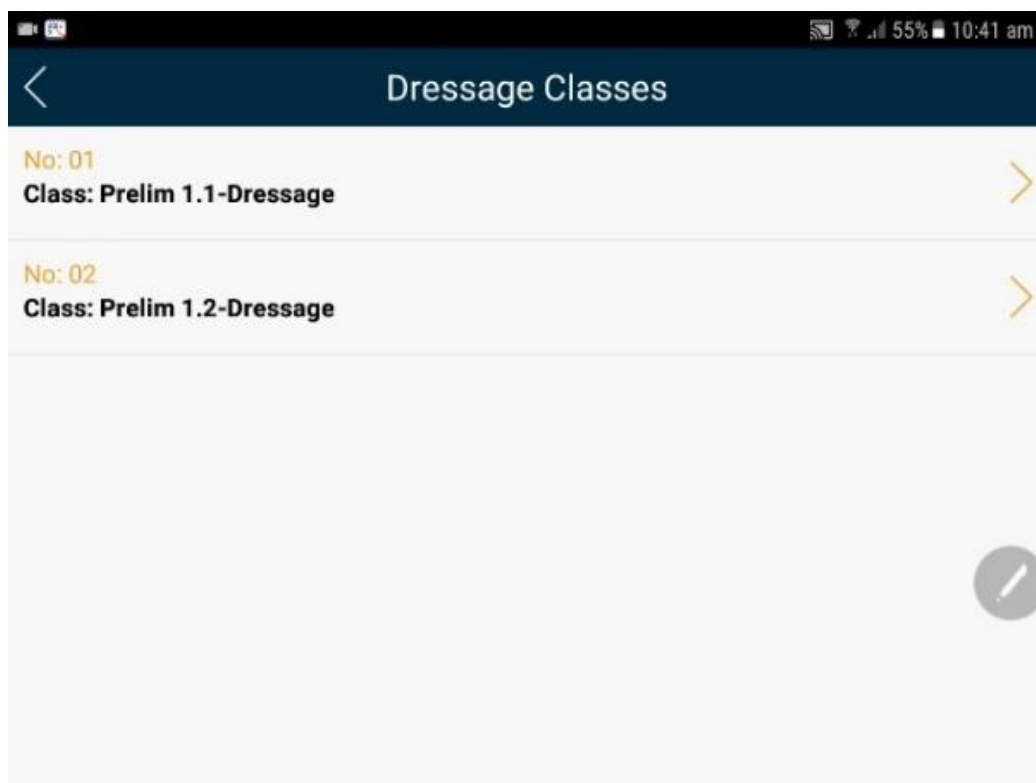 55% 10:41 am
Dressage Classes
No: 01
Class: Prelim 1.1-Dressage
No: 02
Class: Prelim 1.2-Dressage